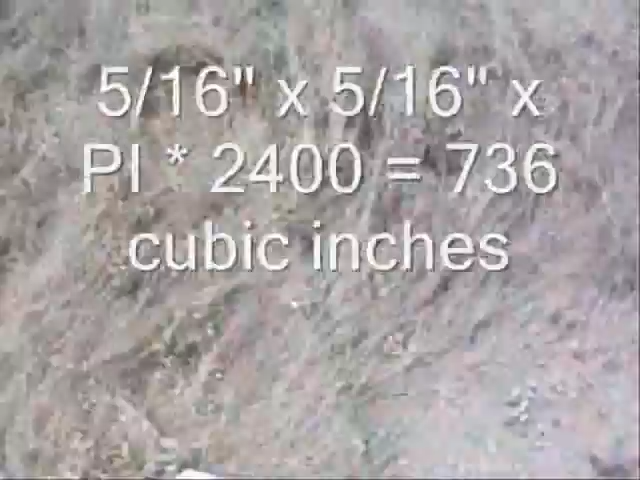 5/16" x 5/16" x
PI * 2400 = 736
cubic inches